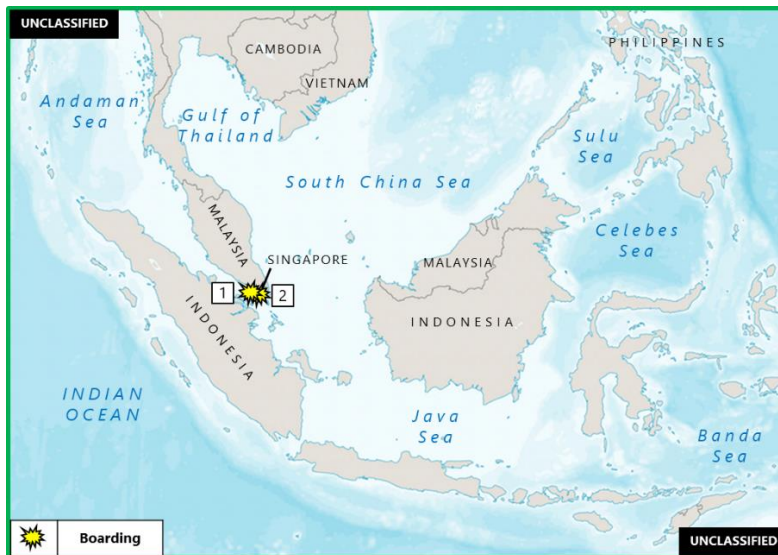 UNCLASSIFIED
CAMBODIA
PHILIPPINES
VIETNAM
Andaman
Sea
Gulf of
Thailand
Sulu
Sea
South China Sea
MALAYSIA
Celebes
Sea
SINGAPORE
MALAYSIA
1
2
INDONESIA
INDONESIA
INDIAN
OCEAN
Java
Sea
Banda
Sea
Boarding
UNCLASSIFIED